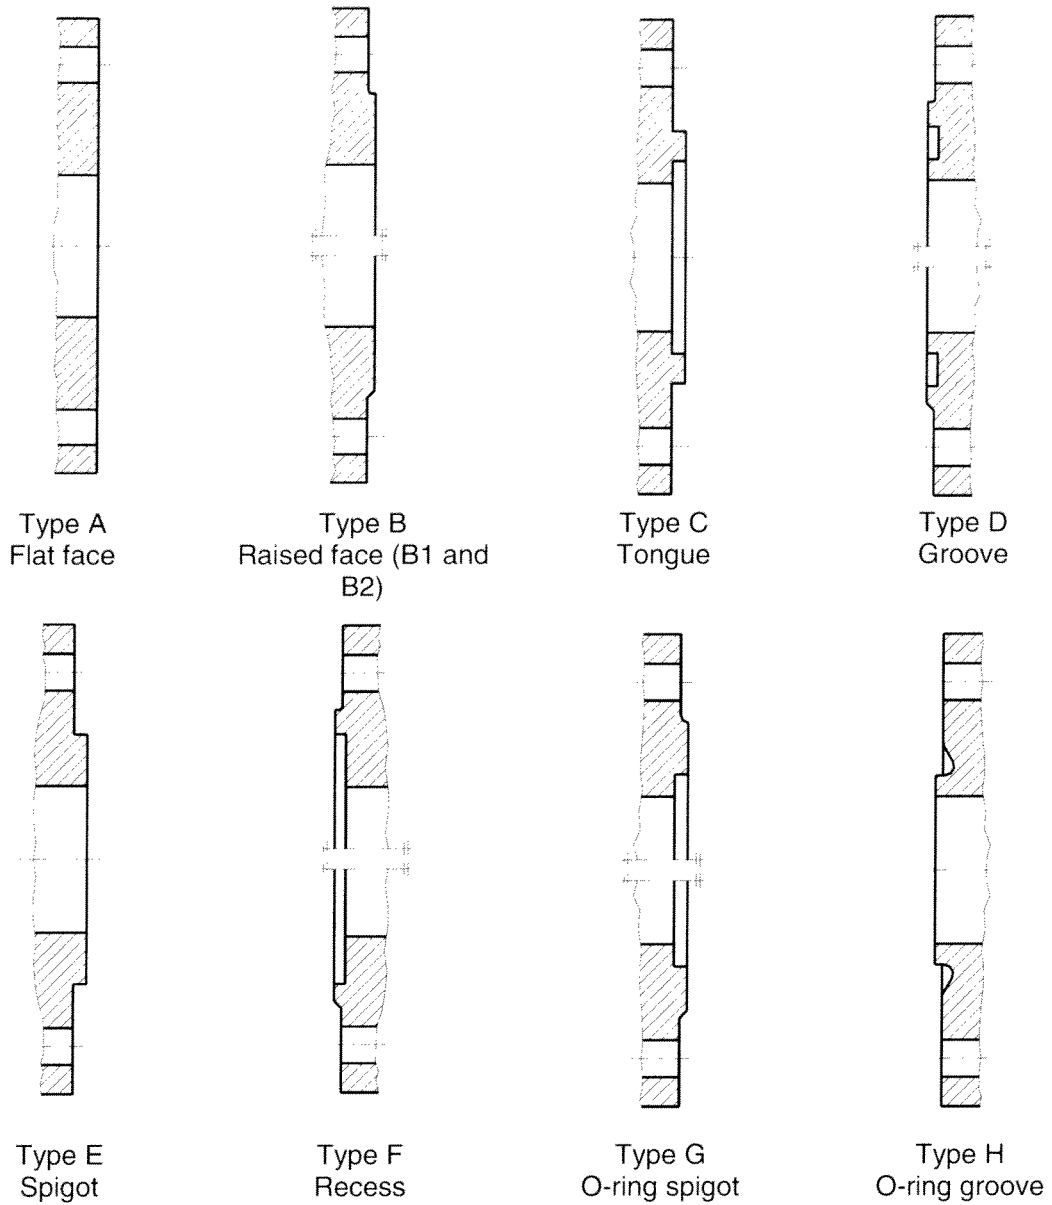 Type A
Flat face
Type B
Raised face (B1 and
B2)
Type C
Tongue
Type D
Groove
Type E
Spigot
Type F
Recess
Type G
O-ring spigot
Type H
O-ring groove